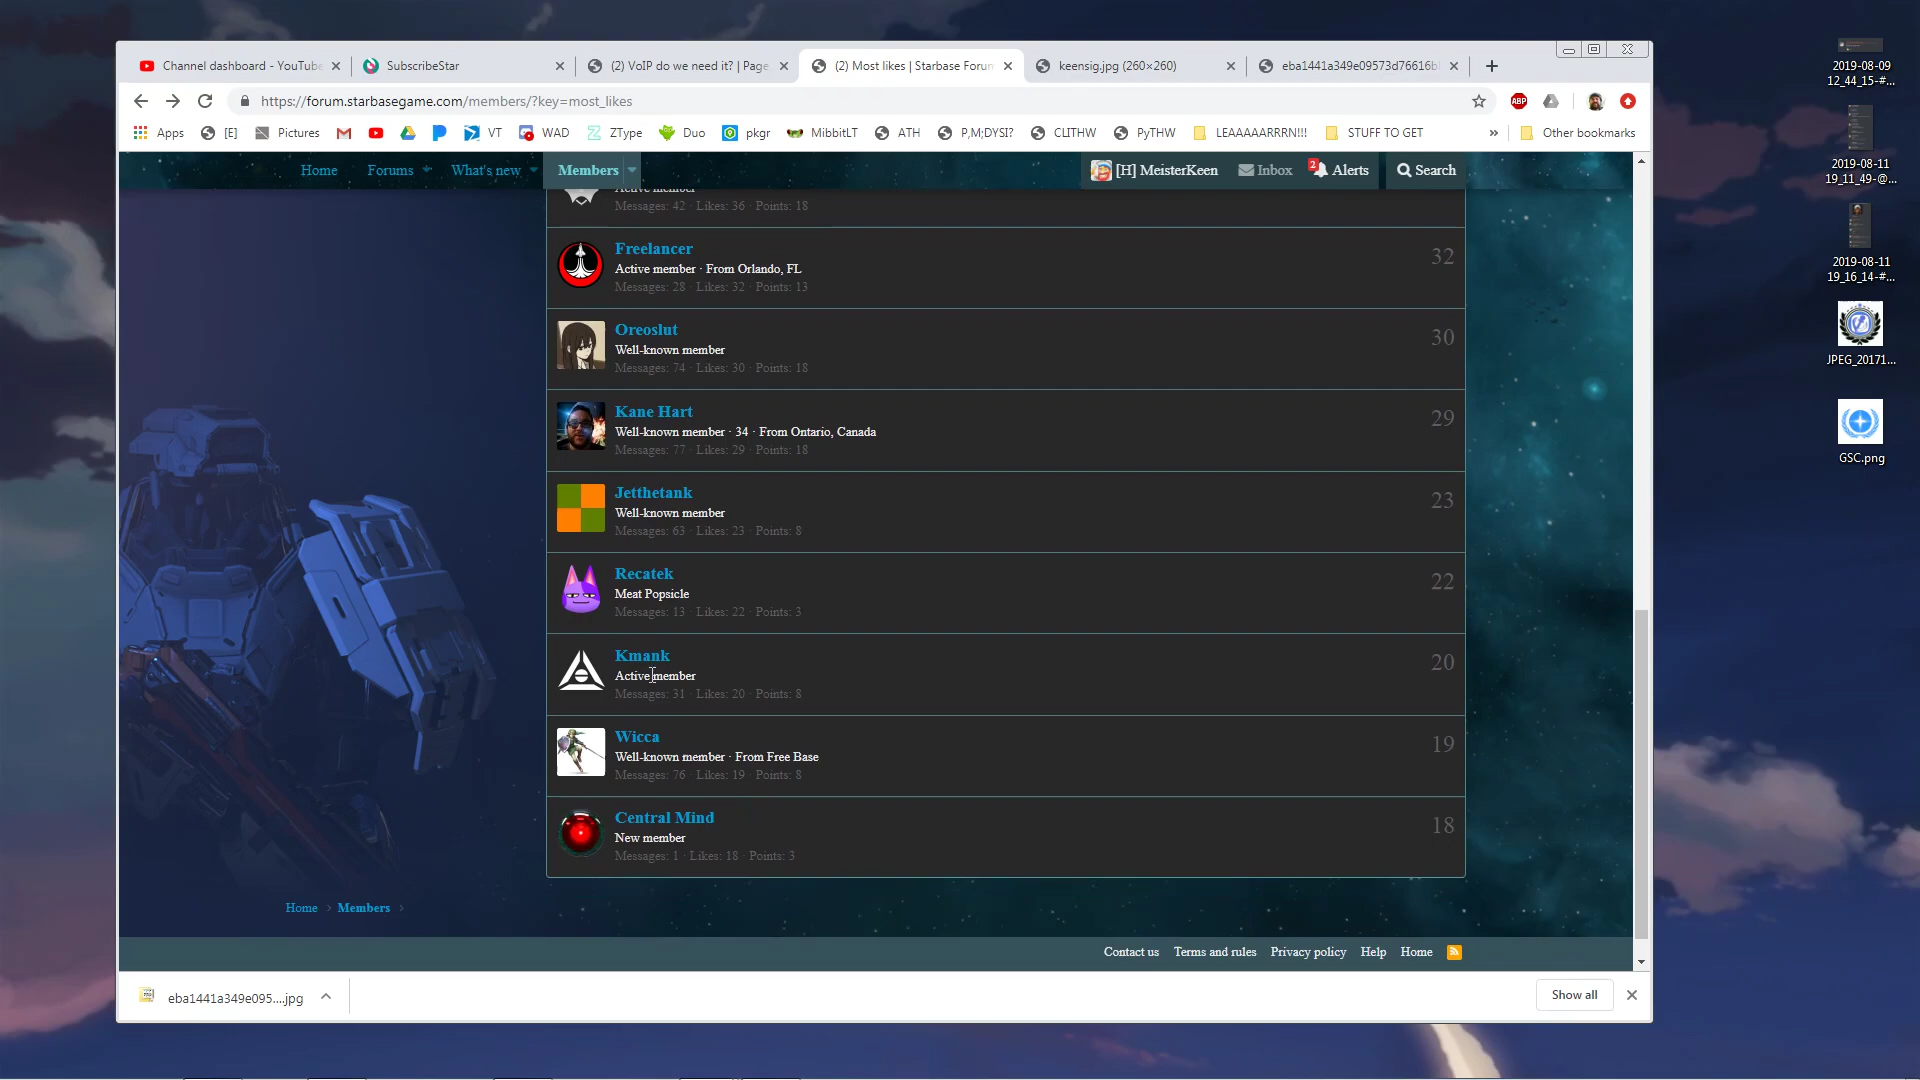 Channel dashboard - YouTube
SubscribeStar
(2) VoIP do we need it? | Page
(2) Most likes | Starbase Forum
keensig.jpg (260×260)
eba1441a349e09573d76616b
https://forum.starbasegame.com/members/?key=most_likes
ABP
Apps
[E]
Pictures
VT
WAD
ZType
Duo
pkgr
MibbitLT
ATH
P,M;DYSI?
CLITHW
PyTHW
LEAAAAARRRN!!!
STUFF TO GET
»
Other bookmarks
Home
Forums
What's new
Members
[H] MeisterKeen
Inbox
2
Alerts
Search
Active member
Messages: 42 · Likes: 36 · Points: 18
Freelancer
32
Active member · From Orlando, FL
Messages: 28 · Likes: 32 · Points: 13
Oreoslut
30
Well-known member
Messages: 74 · Likes: 30 · Points: 18
Kane Hart
29
Well-known member · 34 · From Ontario, Canada
Messages: 77 · Likes: 29 · Points: 18
Jetthetank
23
Well-known member
Messages: 63 · Likes: 23 · Points: 8
Recatek
22
Meat Popsicle
Messages: 13 · Likes: 22 · Points: 3
Kmank
20
Active member
Messages: 31 · Likes: 20 · Points: 8
Wicca
19
Well-known member · From Free Base
Messages: 76 · Likes: 19 · Points: 8
Central Mind
18
New member
Messages: 1 · Likes: 18 · Points: 3
Home
Members
Contact us
Terms and rules
Privacy policy
Help
Home
eba1441a349e095....jpg
Show all
2019-08-09
12_44_15-#...
2019-08-11
19_11_49-@...
2019-08-11
19_16_14-#...
JPEG_20171...
GSC.png